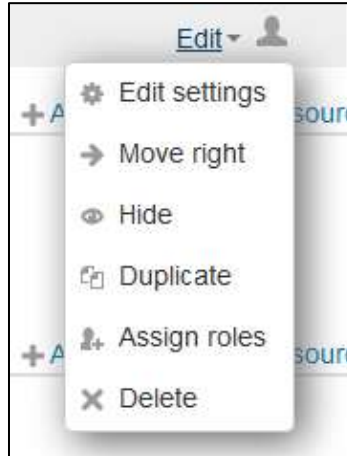 Edit
Edit settings
Move right
Hide
Duplicate
Assign roles
Delete